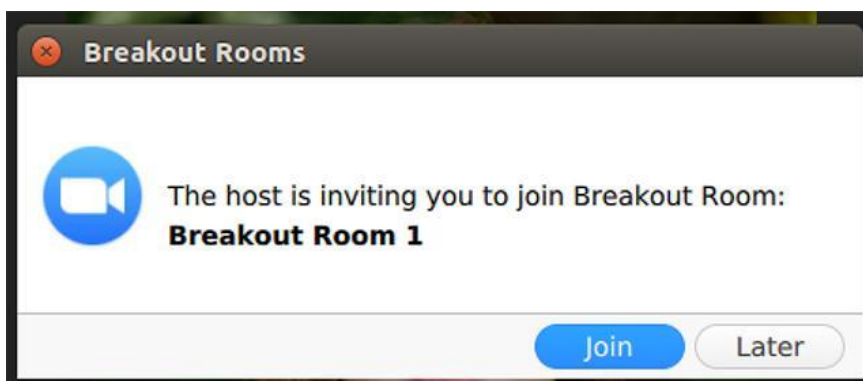 Breakout Rooms
The host is inviting you to join Breakout Room:
Breakout Room 1
Join Later